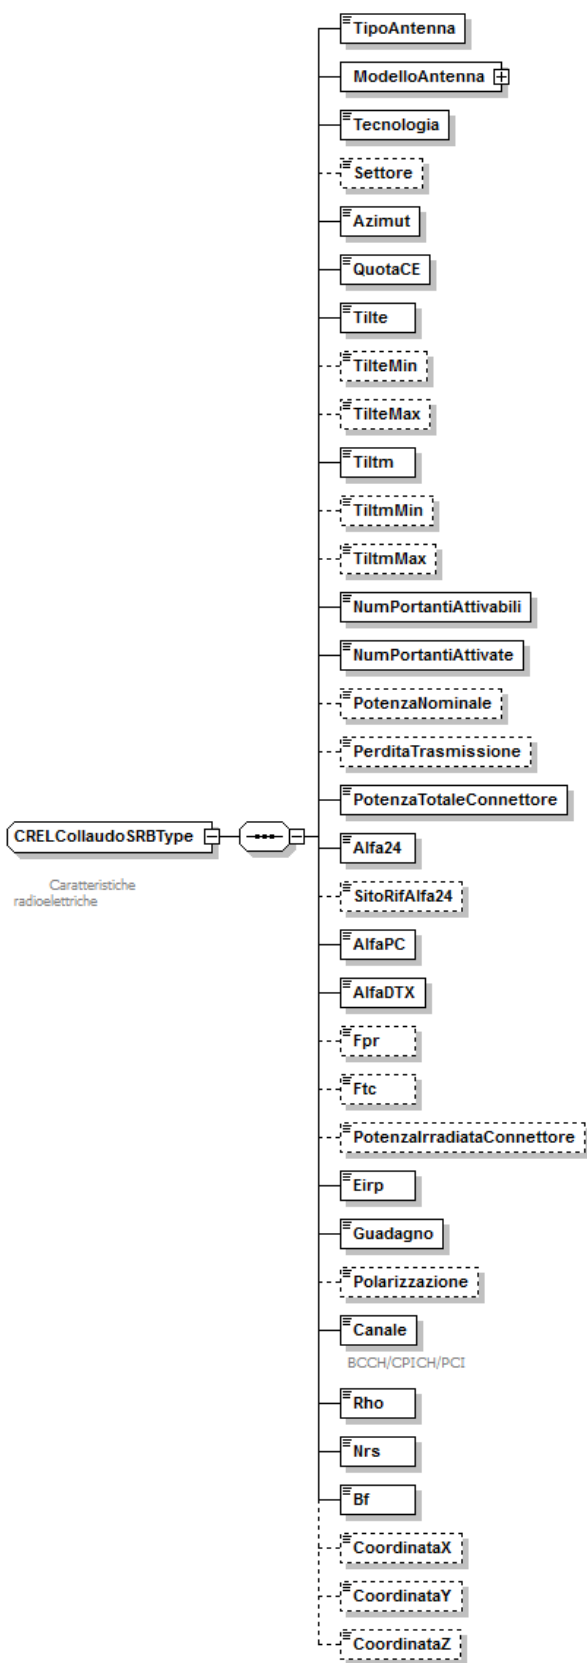 TipoAntenna
ModelloAntenna
Tecnologia
Settore
Azimut
QuotaCE
Tilte
TilteMin
TilteMax
Tiltm
TiltmMin
TiltmMax
NumPortantiAttivabili
NumPortantiAttivate
PotenzaNominale
PerditaTrasmissione
PotenzaTotaleConnettore
CRELCollaudoSRBType
Caratteristiche
radioelettriche
Alfa24
SitoRifAlfa24
AlfaPC
AlfaDTX
Fpr
Ftc
PotenzaIrradiataConnettore
Eirp
Guadagno
Polarizzazione
Canale
BCCH/CPICH/PCI
Rho
Nrs
Bf
CoordinataX
CoordinataY
CoordinataZ